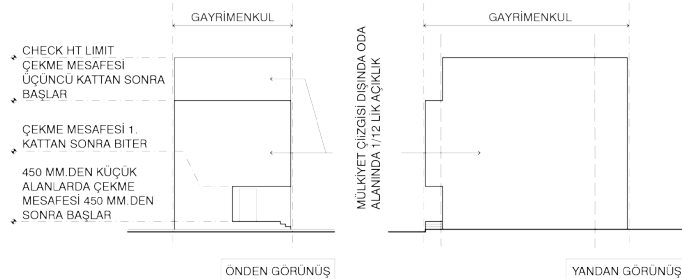 GAYRİMENKUL
GAYRİMENKUL
CHECK HT LIMIT
ÇEKME MESAFESİ
ÜÇÜNCÜ KATTAN SONRA
BAŞLAR
ÇEKME MESAFESİ 1.
KATTAN SONRA BITER
450 MM.DEN KÜÇÜK
ALANLARDA ÇEKME
MESAFESİ 450 MM.DEN
SONRA BAŞLAR
MÜLKİYET ÇİZGİSİ DIŞINDA ODA
ALANINDA 1/12 LİK AÇIKLIK
ÖNDEN GÖRÜNÜŞ
YANDAN GÖRÜNÜŞ